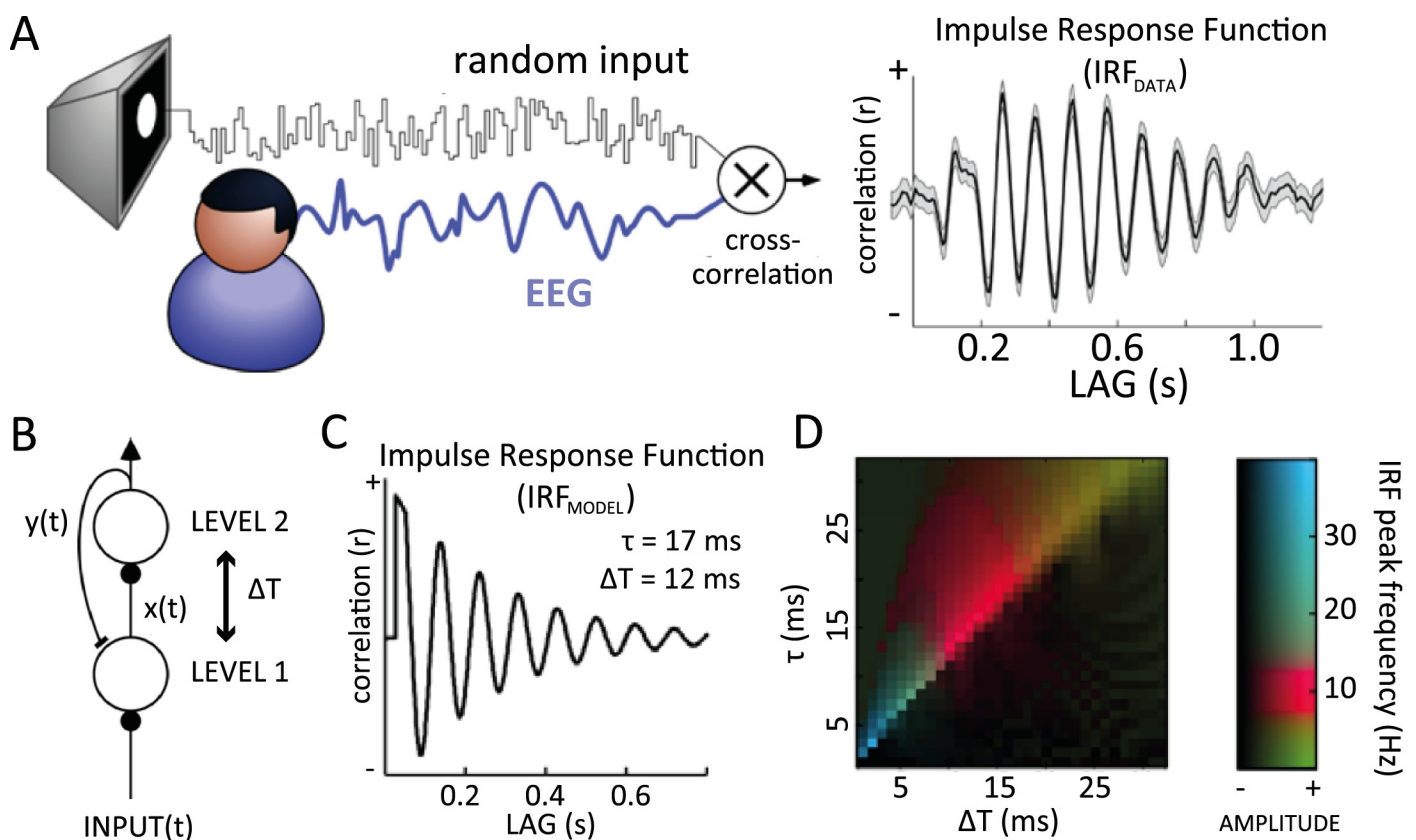 A
random input
EEG
cross-
correlation
Impulse Response Function
(IRF_DATA)
+
correlation (r)
-
0.2 0.6 1.0
LAG (s)
B
y(t)
LEVEL 2
ΔT
x(t)
LEVEL 1
INPUT(t)
C
Impulse Response Function
(IRF_MODEL)
τ = 17 ms
ΔT = 12 ms
+
correlation (r)
-
0.2 0.4 0.6
LAG (s)
D
τ (ms)
25
15
5
5 15 25
ΔT (ms)
30
20
10
IRF peak frequency (Hz)
- +
AMPLITUDE